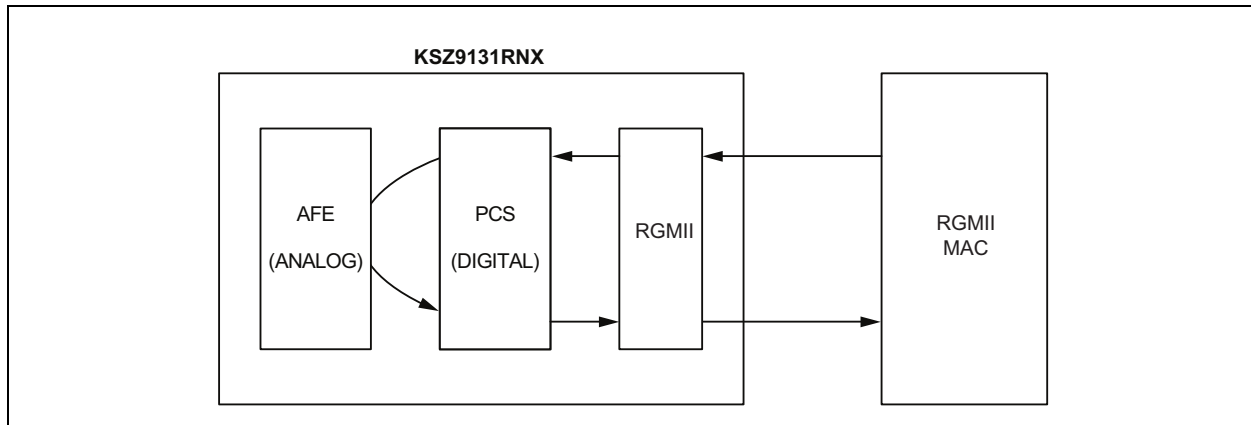 KSZ9131RNX
AFE
(ANALOG)
PCS
(DIGITAL)
RGMII
RGMII
MAC